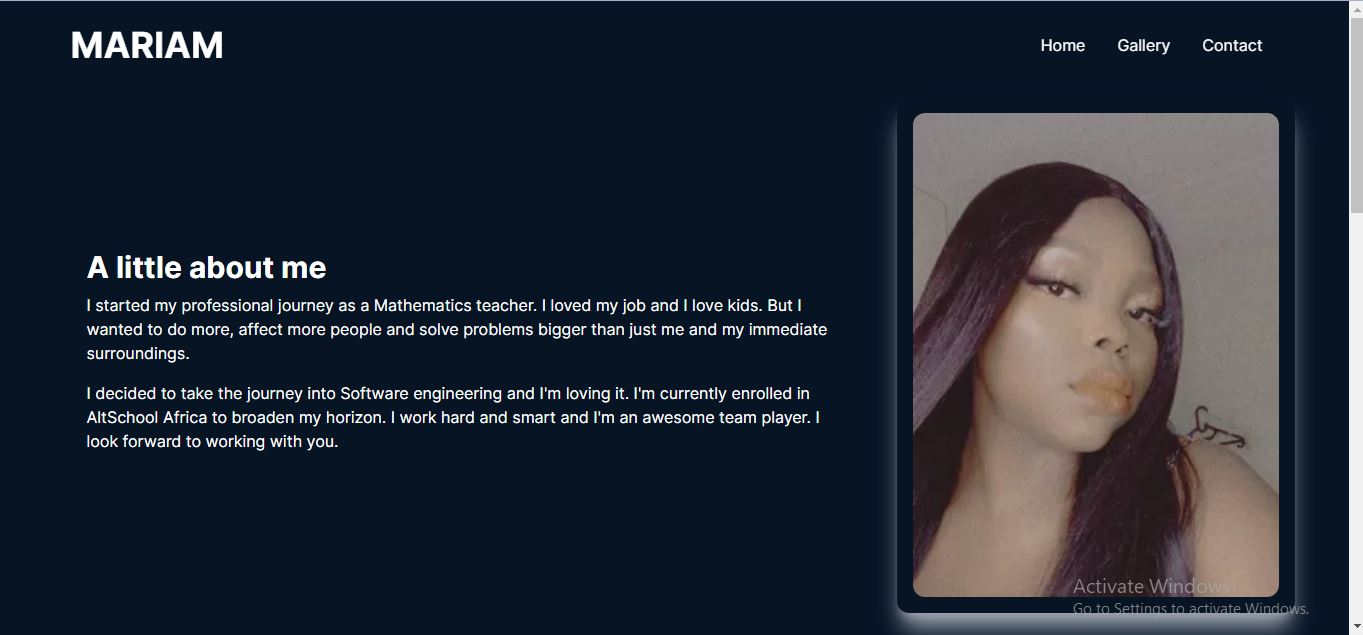 MARIAM
Home Gallery Contact
A little about me
I started my professional journey as a Mathematics teacher. I loved my job and I love kids. But I
wanted to do more, affect more people and solve problems bigger than just me and my immediate
surroundings.
I decided to take the journey into Software engineering and I'm loving it. I'm currently enrolled in
AltSchool Africa to broaden my horizon. I work hard and smart and I'm an awesome team player. I
look forward to working with you.
Activate Windows
Go to Settings to activate Windows.